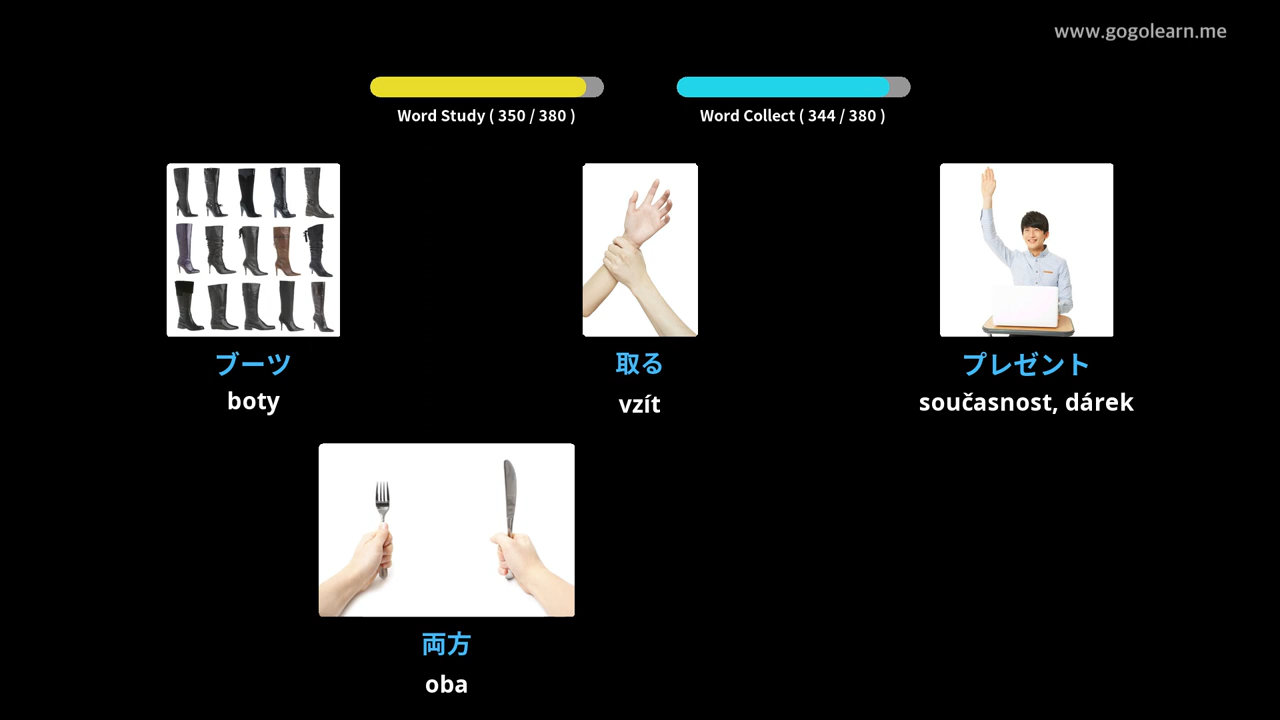 www.gogolearn.me
Word Study ( 350 / 380 )
Word Collect ( 344 / 380 )
ブーツ
boty
取る
vzít
プレゼント
současnost, dárek
両方
oba